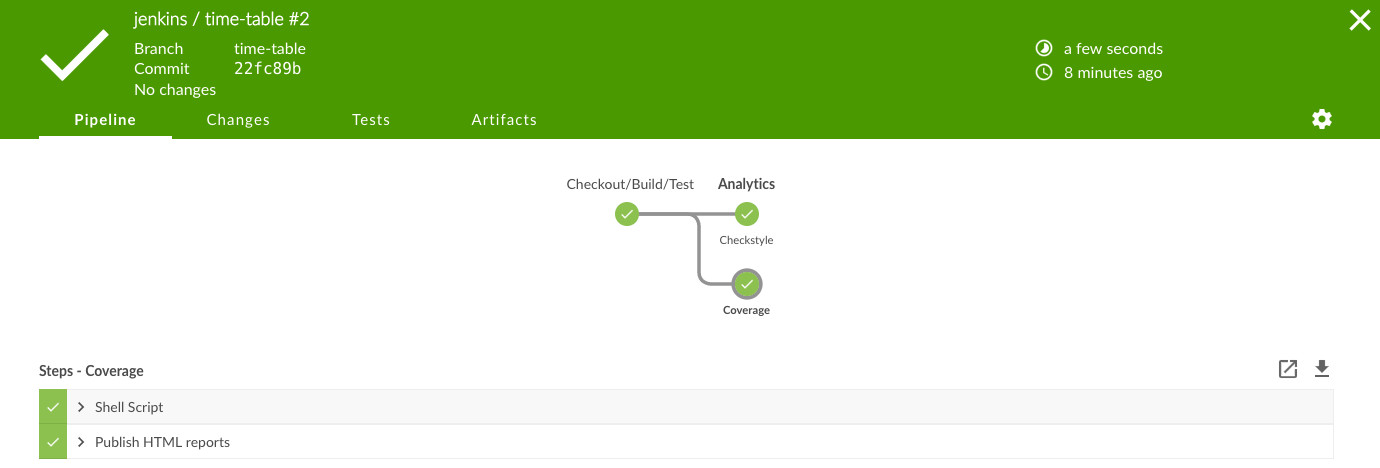 jenkins / time-table #2
Branch time-table
Commit 22fc89b
No changes
a few seconds
8 minutes ago
Pipeline Changes Tests Artifacts
Checkout/Build/Test Analytics
Checkstyle
Coverage
Steps - Coverage
Shell Script
Publish HTML reports